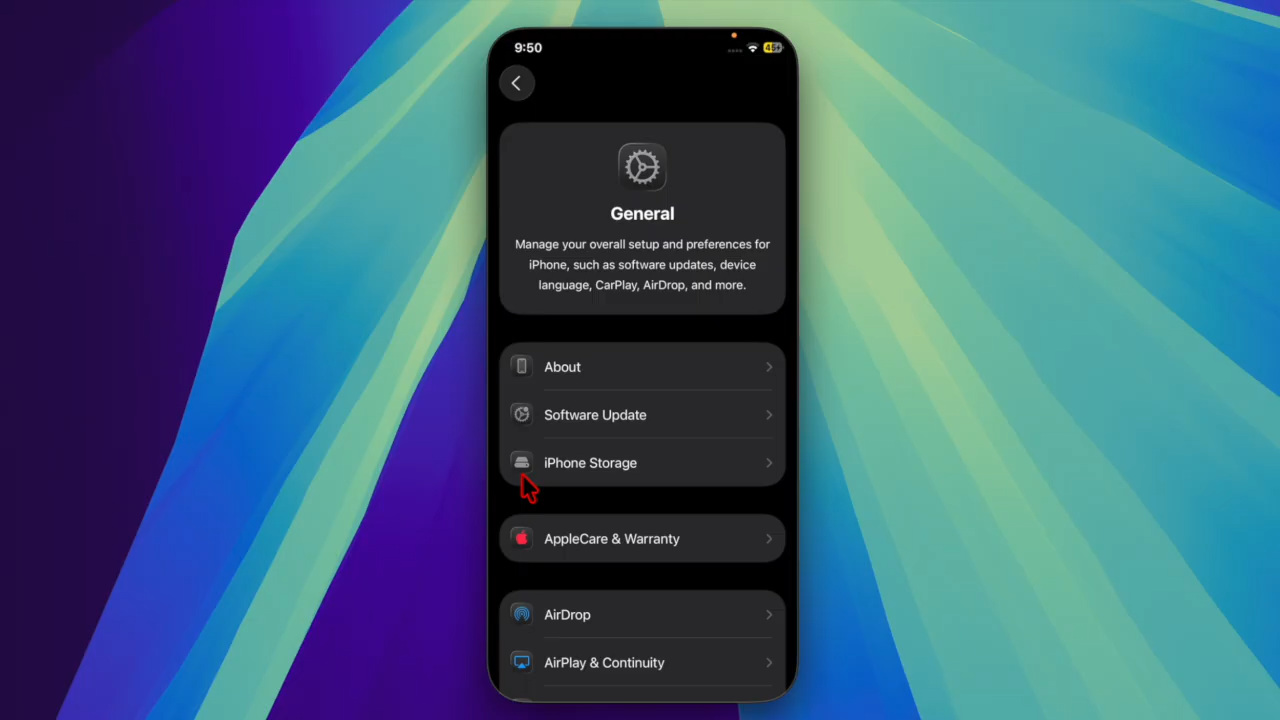 9:50
45
General
Manage your overall setup and preferences for
iPhone, such as software updates, device
language, CarPlay, AirDrop, and more.
About
Software Update
iPhone Storage
AppleCare & Warranty
AirDrop
AirPlay & Continuity